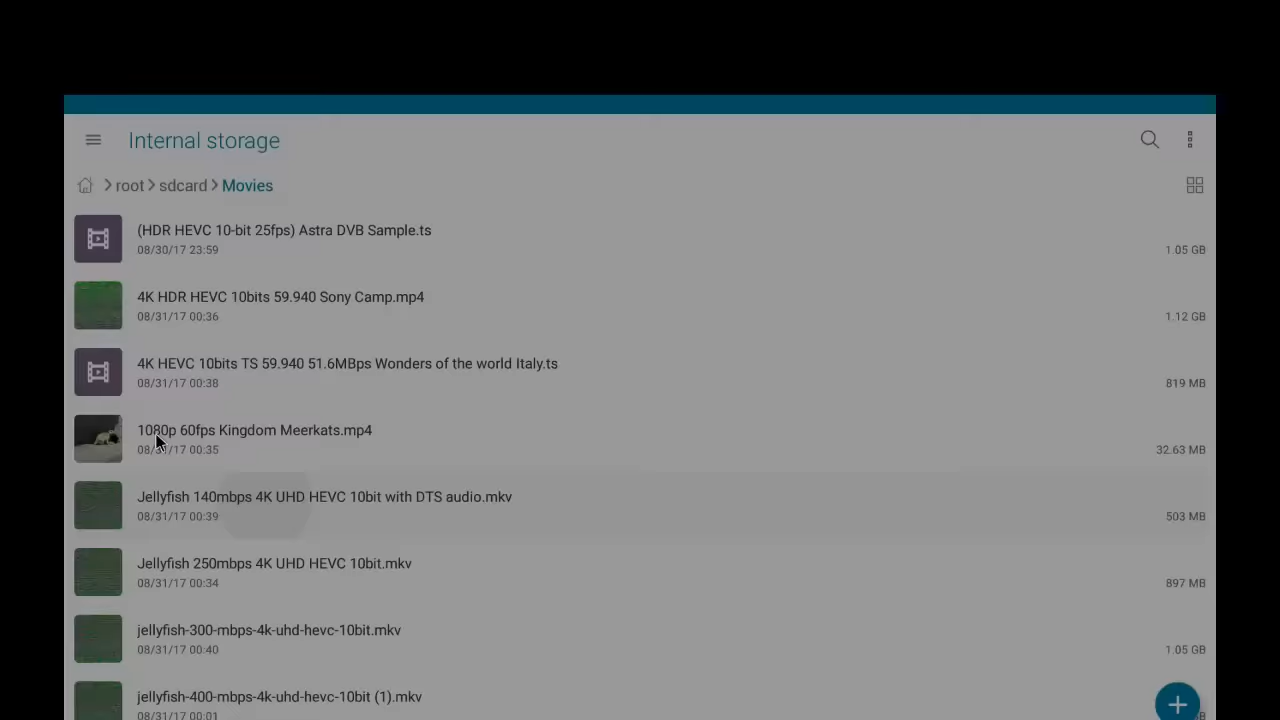 Internal storage
root sdcard Movies
(HDR HEVC 10-bit 25fps) Astra DVB Sample.ts
08/30/17 23:59 1.05 GB
4K HDR HEVC 10bits 59.940 Sony Camp.mp4
08/31/17 00:36 1.12 GB
4K HEVC 10bits TS 59.940 51.6MBps Wonders of the world Italy.ts
08/31/17 00:38 819 MB
1080p 60fps Kingdom Meerkats.mp4
08/31/17 00:35 32.63 MB
Jellyfish 140mbps 4K UHD HEVC 10bit with DTS audio.mkv
08/31/17 00:39 503 MB
Jellyfish 250mbps 4K UHD HEVC 10bit.mkv
08/31/17 00:34 897 MB
jellyfish-300-mbps-4k-uhd-hevc-10bit.mkv
08/31/17 00:40 1.05 GB
jellyfish-400-mbps-4k-uhd-hevc-10bit (1).mkv
08/31/17 00:01